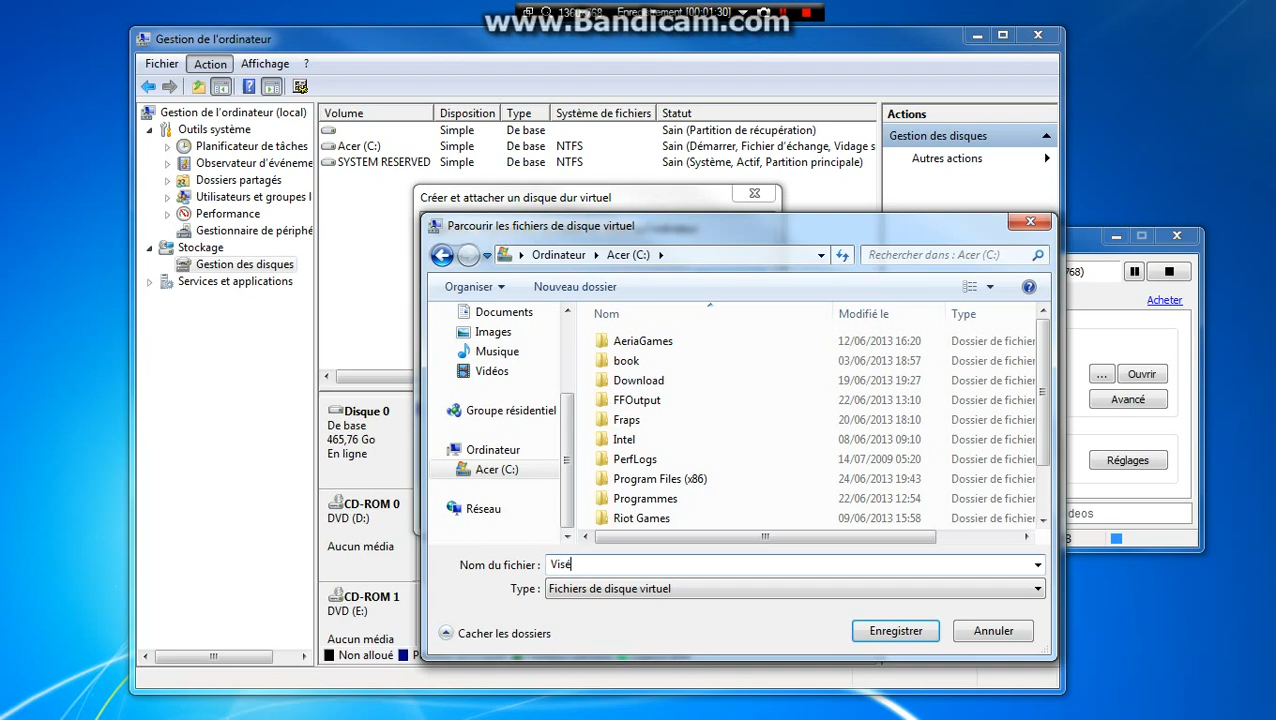 1360x768 Enregistrement [00:01:30]
www.Bandicam.com
Gestion de l'ordinateur
Fichier Action Affichage ?
Gestion de l'ordinateur (local)
Outils système
Planificateur de tâches
Observateur d'événeme
Dossiers partagés
Utilisateurs et groupes l
Performance
Gestionnaire de périphé
Stockage
Gestion des disques
Services et applications
Volume Disposition Type Système de fichiers Statut
Simple De base Sain (Partition de récupération)
Acer (C:) Simple De base NTFS Sain (Démarrer, Fichier d'échange, Vidage s
SYSTEM RESERVED Simple De base NTFS Sain (Système, Actif, Partition principale)
Actions
Gestion des disques
Autres actions
Créer et attacher un disque dur virtuel
Parcourir les fichiers de disque virtuel
Ordinateur Acer (C:)
Rechercher dans : Acer (C:)
Organiser Nouveau dossier
Documents
Images
Musique
Vidéos
Groupe résidentiel
Ordinateur
Acer (C:)
Réseau
Nom Modifié le Type
AeriaGames 12/06/2013 16:20 Dossier de fichier
book 03/06/2013 18:57 Dossier de fichier
Download 19/06/2013 19:27 Dossier de fichier
FFOutput 22/06/2013 13:10 Dossier de fichier
Fraps 20/06/2013 18:10 Dossier de fichier
Intel 08/06/2013 09:10 Dossier de fichier
PerfLogs 14/07/2009 05:20 Dossier de fichier
Program Files (x86) 24/06/2013 19:43 Dossier de fichier
Programmes 22/06/2013 12:54 Dossier de fichier
Riot Games 09/06/2013 15:58 Dossier de fichier
Nom du fichier : Visé
Type : Fichiers de disque virtuel
Cacher les dossiers
Enregistrer Annuler
Disque 0
De base
465,76 Go
En ligne
CD-ROM 0
DVD (D:)
Aucun média
CD-ROM 1
DVD (E:)
Aucun média
Non alloué P
768)
Acheter
... Ouvrir
Avancé
Réglages
deos